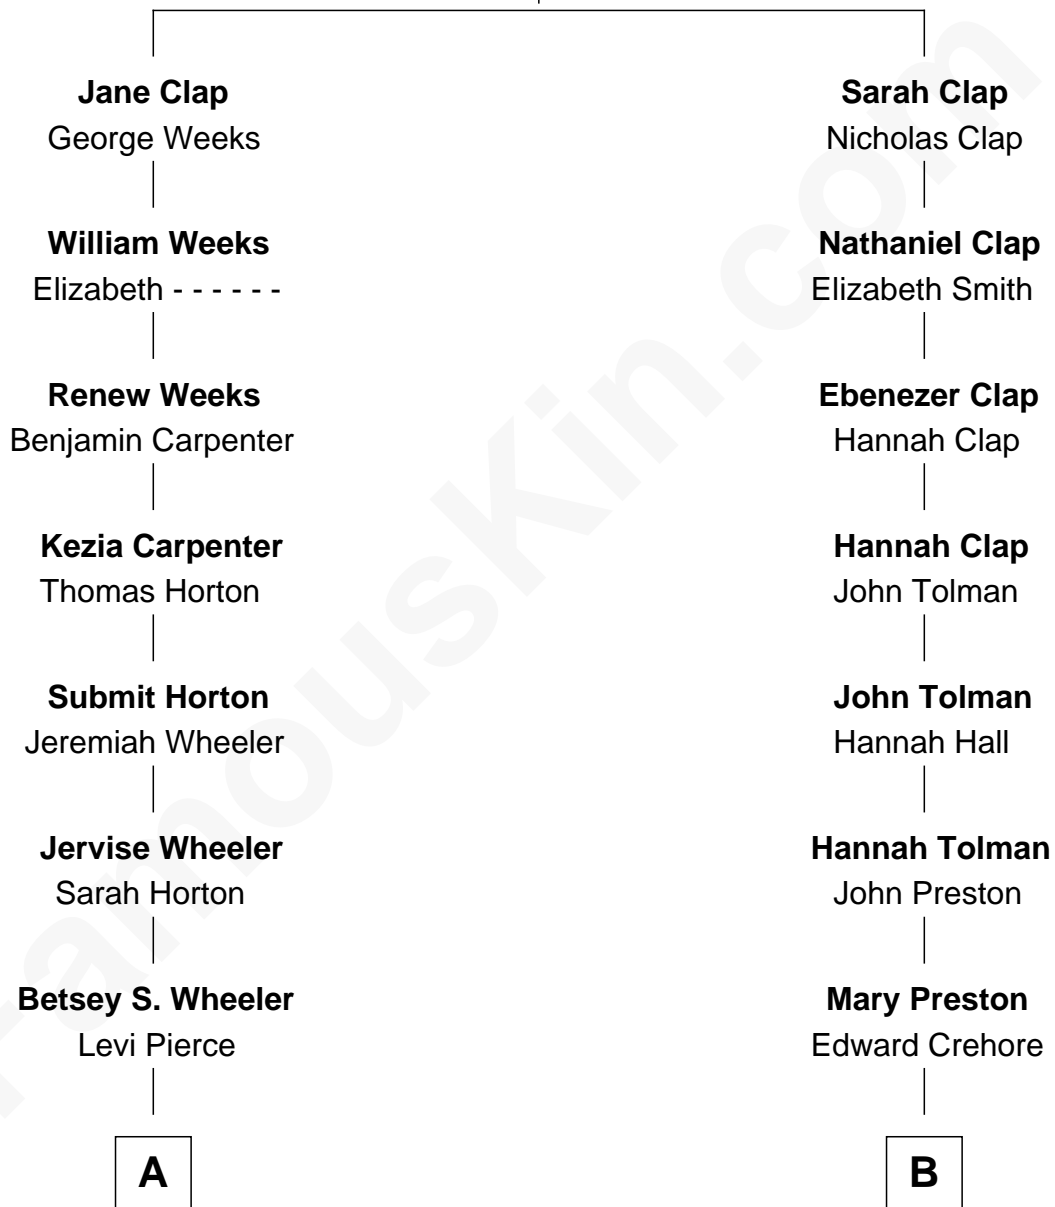 Jane Clap
George Weeks
Sarah Clap
Nicholas Clap
William Weeks
Elizabeth - - - - - -
Nathaniel Clap
Elizabeth Smith
Renew Weeks
Benjamin Carpenter
Ebenezer Clap
Hannah Clap
Kezia Carpenter
Thomas Horton
Hannah Clap
John Tolman
Submit Horton
Jeremiah Wheeler
John Tolman
Hannah Hall
Jervise Wheeler
Sarah Horton
Hannah Tolman
John Preston
Betsey S. Wheeler
Levi Pierce
Mary Preston
Edward Crehore
A
B
FamousKin.com